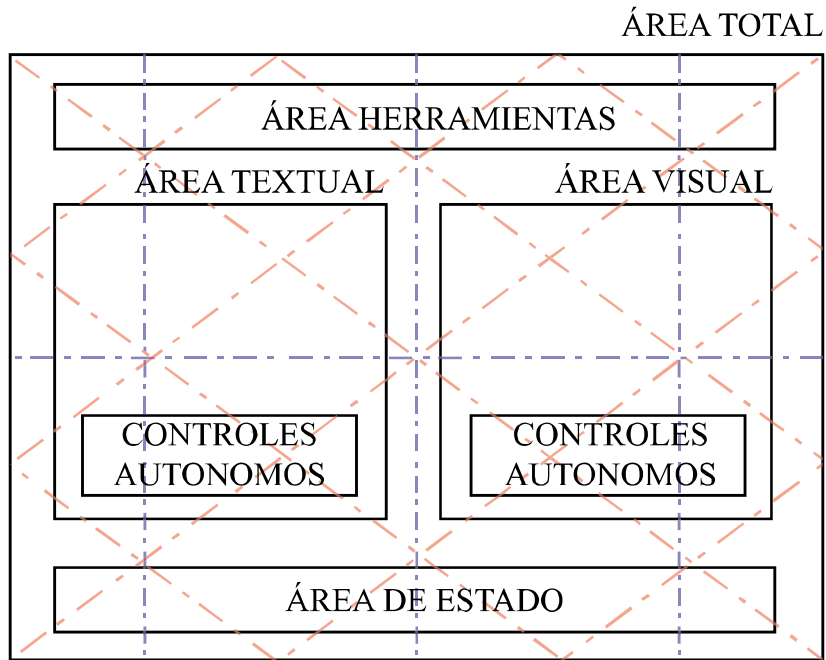 ÁREA TOTAL
ÁREA HERRAMIENTAS
ÁREA TEXTUAL
ÁREA VISUAL
CONTROLES
AUTONOMOS
CONTROLES
AUTONOMOS
ÁREA DE ESTADO